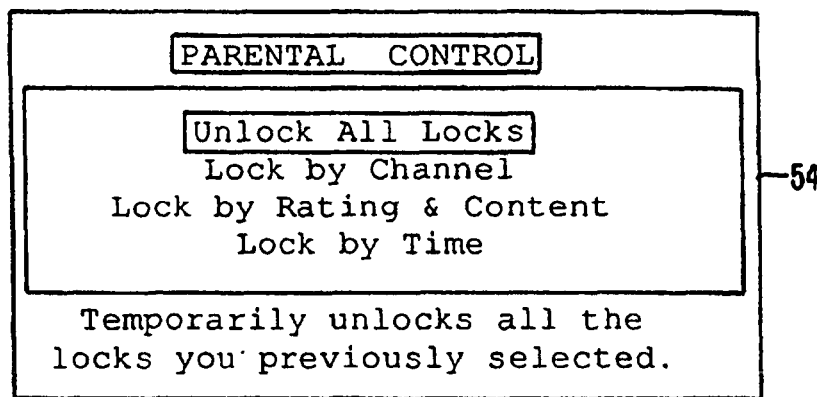 PARENTAL CONTROL
Unlock All Locks
Lock by Channel
Lock by Rating & Content
Lock by Time
54
Temporarily unlocks all the
locks you previously selected.